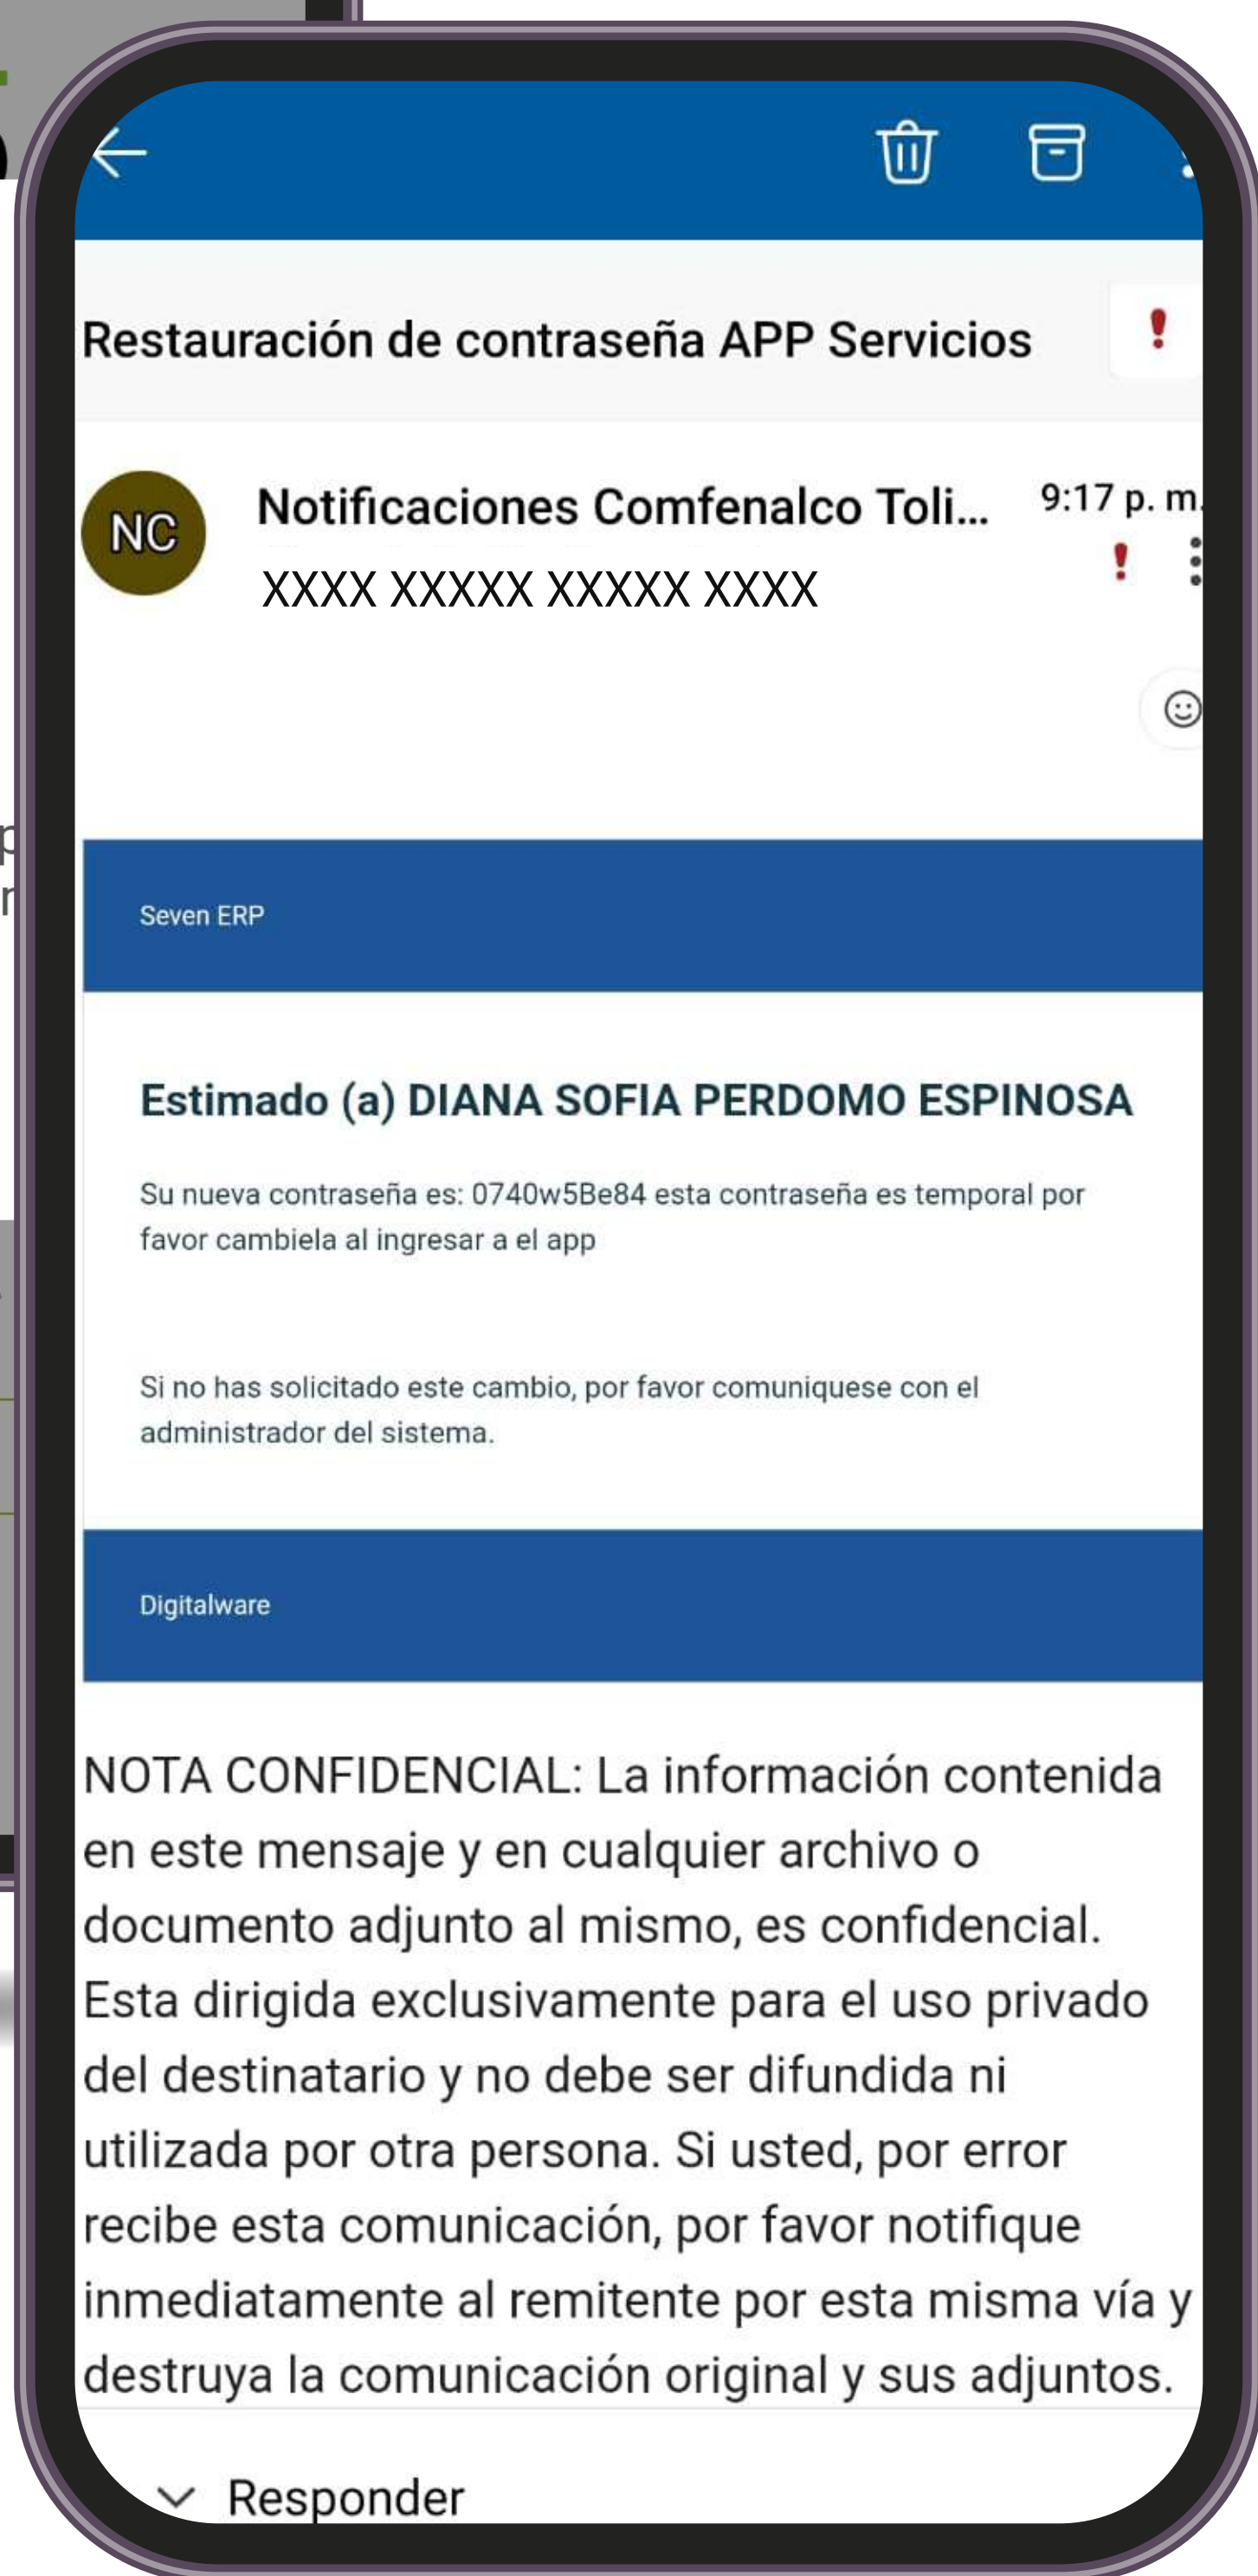 Restauración de contraseña APP Servicios
NC
Notificaciones Comfenalco Toli...
9:17 p. m.
XXXX XXXXX XXXXX XXXX
Seven ERP
Estimado (a) DIANA SOFIA PERDOMO ESPINOSA
Su nueva contraseña es: 0740w5Be84 esta contraseña es temporal por
favor cambiela al ingresar a el app
Si no has solicitado este cambio, por favor comuniquese con el
administrador del sistema.
Digitalware
NOTA CONFIDENCIAL: La información contenida
en este mensaje y en cualquier archivo o
documento adjunto al mismo, es confidencial.
Esta dirigida exclusivamente para el uso privado
del destinatario y no debe ser difundida ni
utilizada por otra persona. Si usted, por error
recibe esta comunicación, por favor notifique
inmediatamente al remitente por esta misma vía y
destruya la comunicación original y sus adjuntos.
Responder